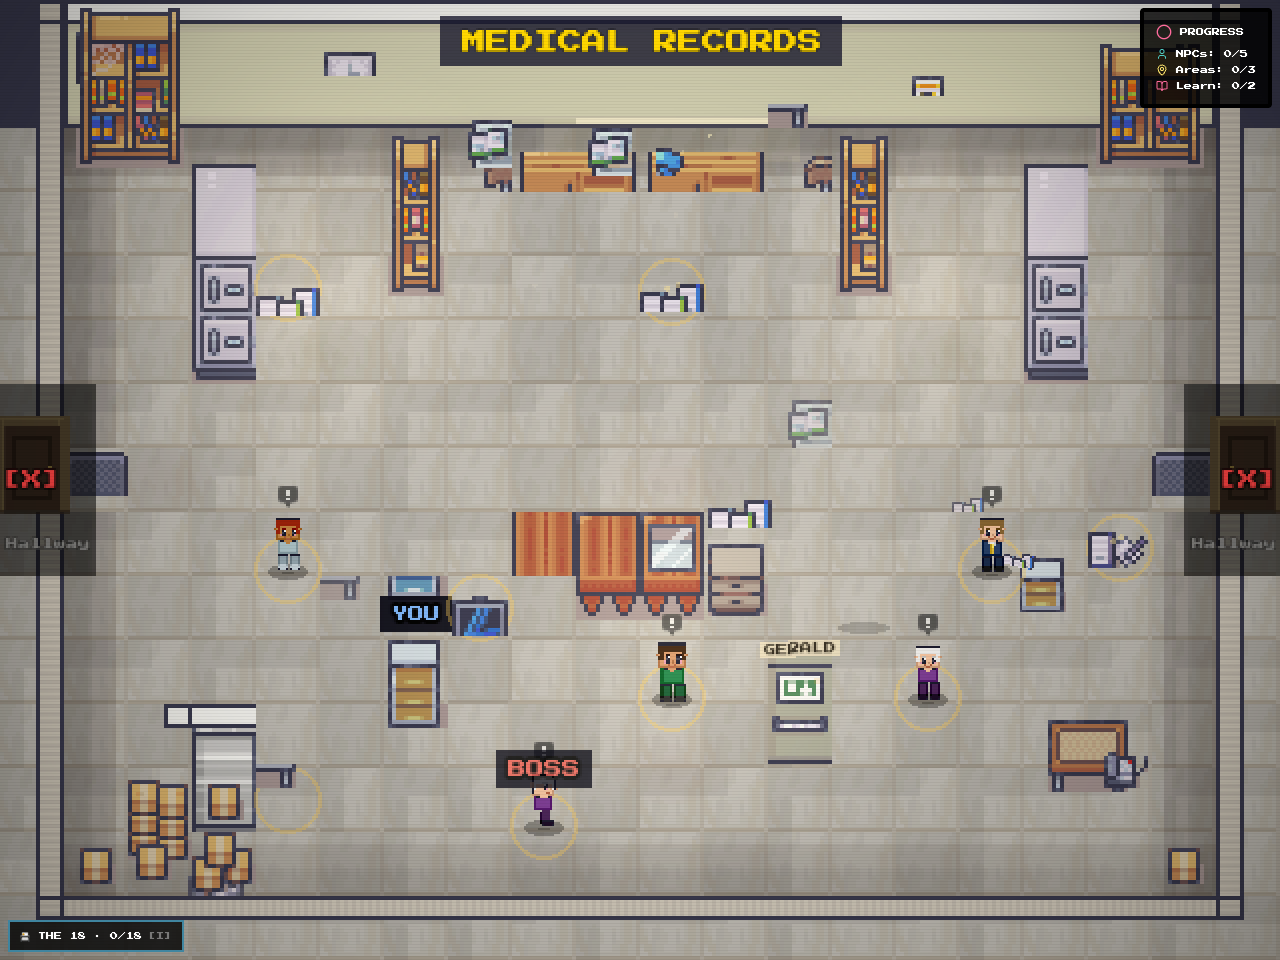 MEDICAL RECORDS
PROGRESS
NPCs: 0/5
Areas: 0/3
Learn: 0/2
[X]
[X]
Hallway
Hallway
!
!
YOU
!
!
GERALD
!
BOSS
THE 18 · 0/18 [I]